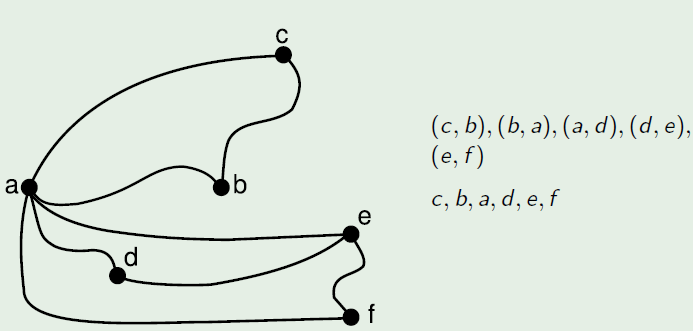 c
a
b
e
d
f
(c, b), (b, a), (a, d), (d, e),
(e, f)
c, b, a, d, e, f